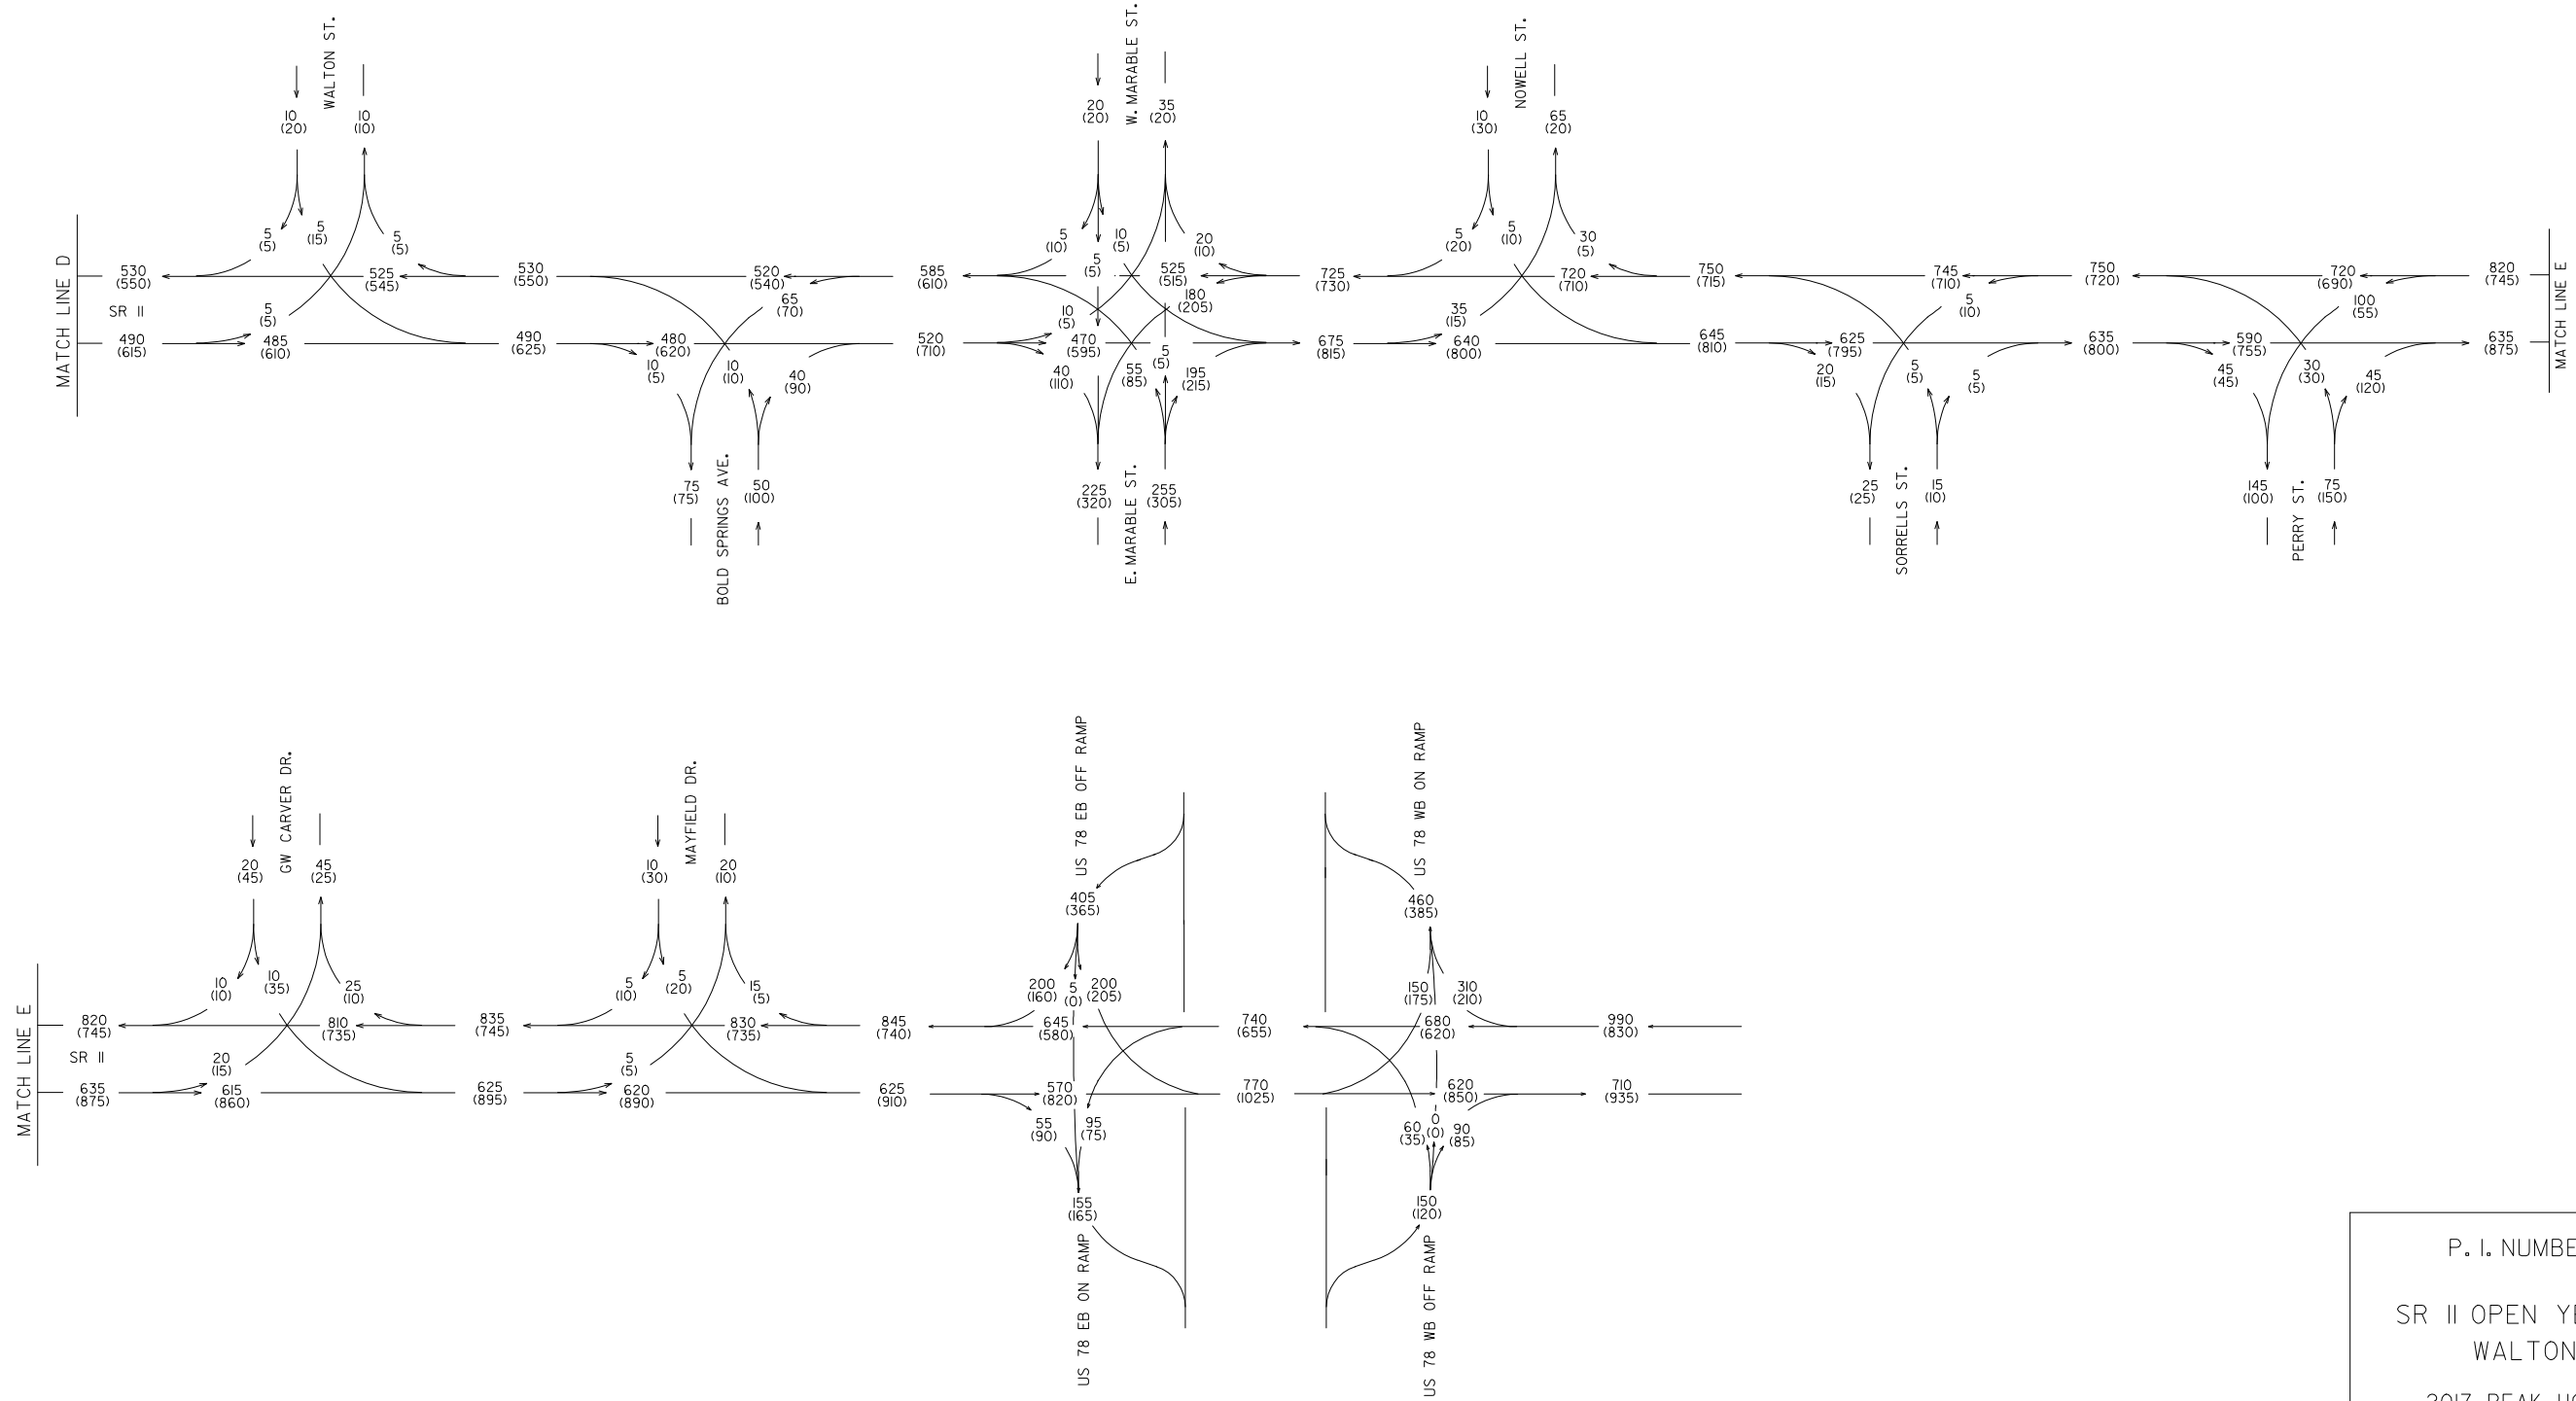 WALTON ST.
10 10
(20) (10)
5 5 5
(5) (15) (5)
MATCH LINE D
530 525 530
(550) (545) (550)
SR II
5
(5)
490 485 490
(615) (610) (625)
520
(540)
65
(70)
480
(620)
10 10 40
(5) (10) (90)
75 50
(75) (100)
BOLD SPRINGS AVE.
W. MARABLE ST.
20 35
(20) (20)
5 10 20
(10) (5) (10)
5
(5)
585 525 725
(610) (515) (730)
180
(205)
10
(5)
520 470 675
(710) (595) (815)
5
(5)
40 55 195
(110) (85) (215)
225 255
(320) (305)
E. MARABLE ST.
NOWELL ST.
10 65
(30) (20)
5 5 30
(20) (10) (5)
720 750
(710) (715)
35
(15)
640 645
(800) (810)
745 750
(710) (720)
5
(10)
625 635
(795) (800)
20 5 5
(15) (5) (5)
25 15
(25) (10)
SORRELLS ST.
720 820
(690) (745)
100
(55)
590 635
(755) (875)
45 30 45
(45) (30) (120)
145 75
(100) (150)
PERRY ST.
MATCH LINE E
GW CARVER DR.
20 45
(45) (25)
10 10 25
(10) (35) (10)
MATCH LINE E
820 810 835
(745) (735) (745)
SR II
20
(15)
635 615 625
(875) (860) (895)
MAYFIELD DR.
10 20
(30) (10)
5 5 15
(10) (20) (5)
830 845
(735) (740)
5
(5)
620 625
(890) (910)
US 78 EB OFF RAMP
405
(365)
200 5 200
(160) (0) (205)
645 740
(580) (655)
570 770
(820) (1025)
55 95
(90) (75)
155
(165)
US 78 EB ON RAMP
US 78 WB ON RAMP
460
(385)
150 310
(175) (210)
680 990
(620) (830)
620 710
(850) (935)
60 0 90
(35) (0) (85)
150
(120)
US 78 WB OFF RAMP
P. I. NUMBE
SR II OPEN YE
WALTON
2017 PEAK HO